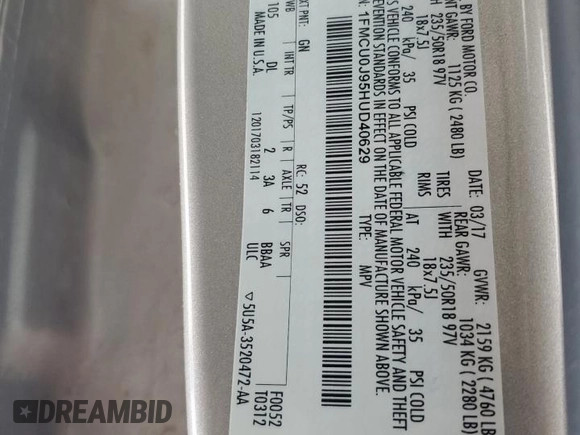 BY FORD MOTOR CO.
DATE: 03/17 GVWR: 2159 KG ( 4760 LB
NT GAWR: 1125 KG ( 2480 LB) REAR GAWR: 1034 KG ( 2280 LB)
H 235/50R18 97V TIRES WITH 235/50R18 97V
18x7.5J RIMS 18x7.5J
240 kPa/ 35 PSI COLD AT 240 kPa/ 35 PSI COLD
S VEHICLE CONFORMS TO ALL APPLICABLE FEDERAL MOTOR VEHICLE SAFETY AND THEFT
EVENTION STANDARDS IN EFFECT ON THE DATE OF MANUFACTURE SHOWN ABOVE.
: 1FMCU0J95HUD40629 TYPE: MPV
F0052
T0312
XT PNT: GN RC: 52 DSO:
WB INT TR TP/PS R AXLE TR SPR
105 DL 2 3A 6 BBAA
MADE IN U.S.A. 1201703182114 ULC ▽5U5A-3520472-AA
DREAMBID